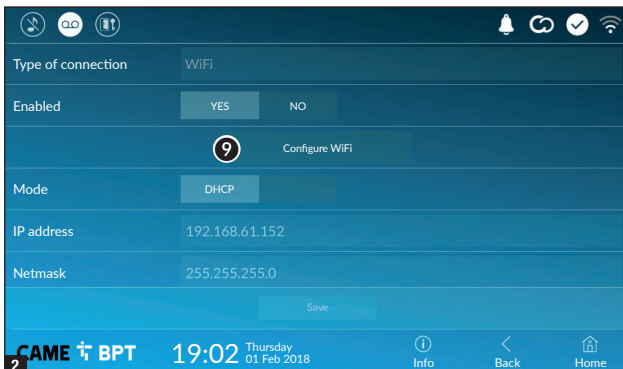 Type of connection WiFi
Enabled YES NO
9 Configure WiFi
Mode DHCP
IP address 192.168.61.152
Netmask 255.255.255.0
Save
CAME BPT 19:02 Thursday
01 Feb 2018
Info Back Home
2